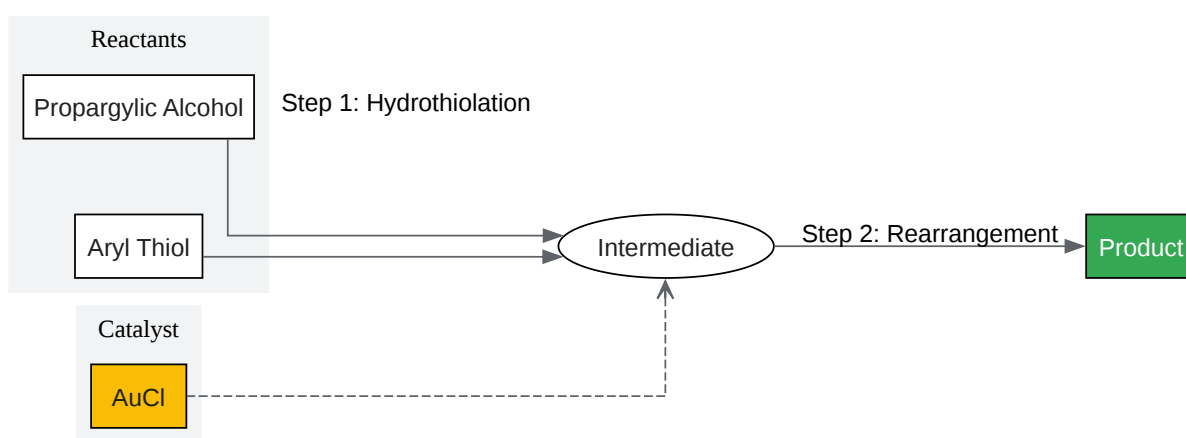 Reactants
Propargylic Alcohol
Step 1: Hydrothiolation
Aryl Thiol
Intermediate
Step 2: Rearrangement
Product
Catalyst
AuCl